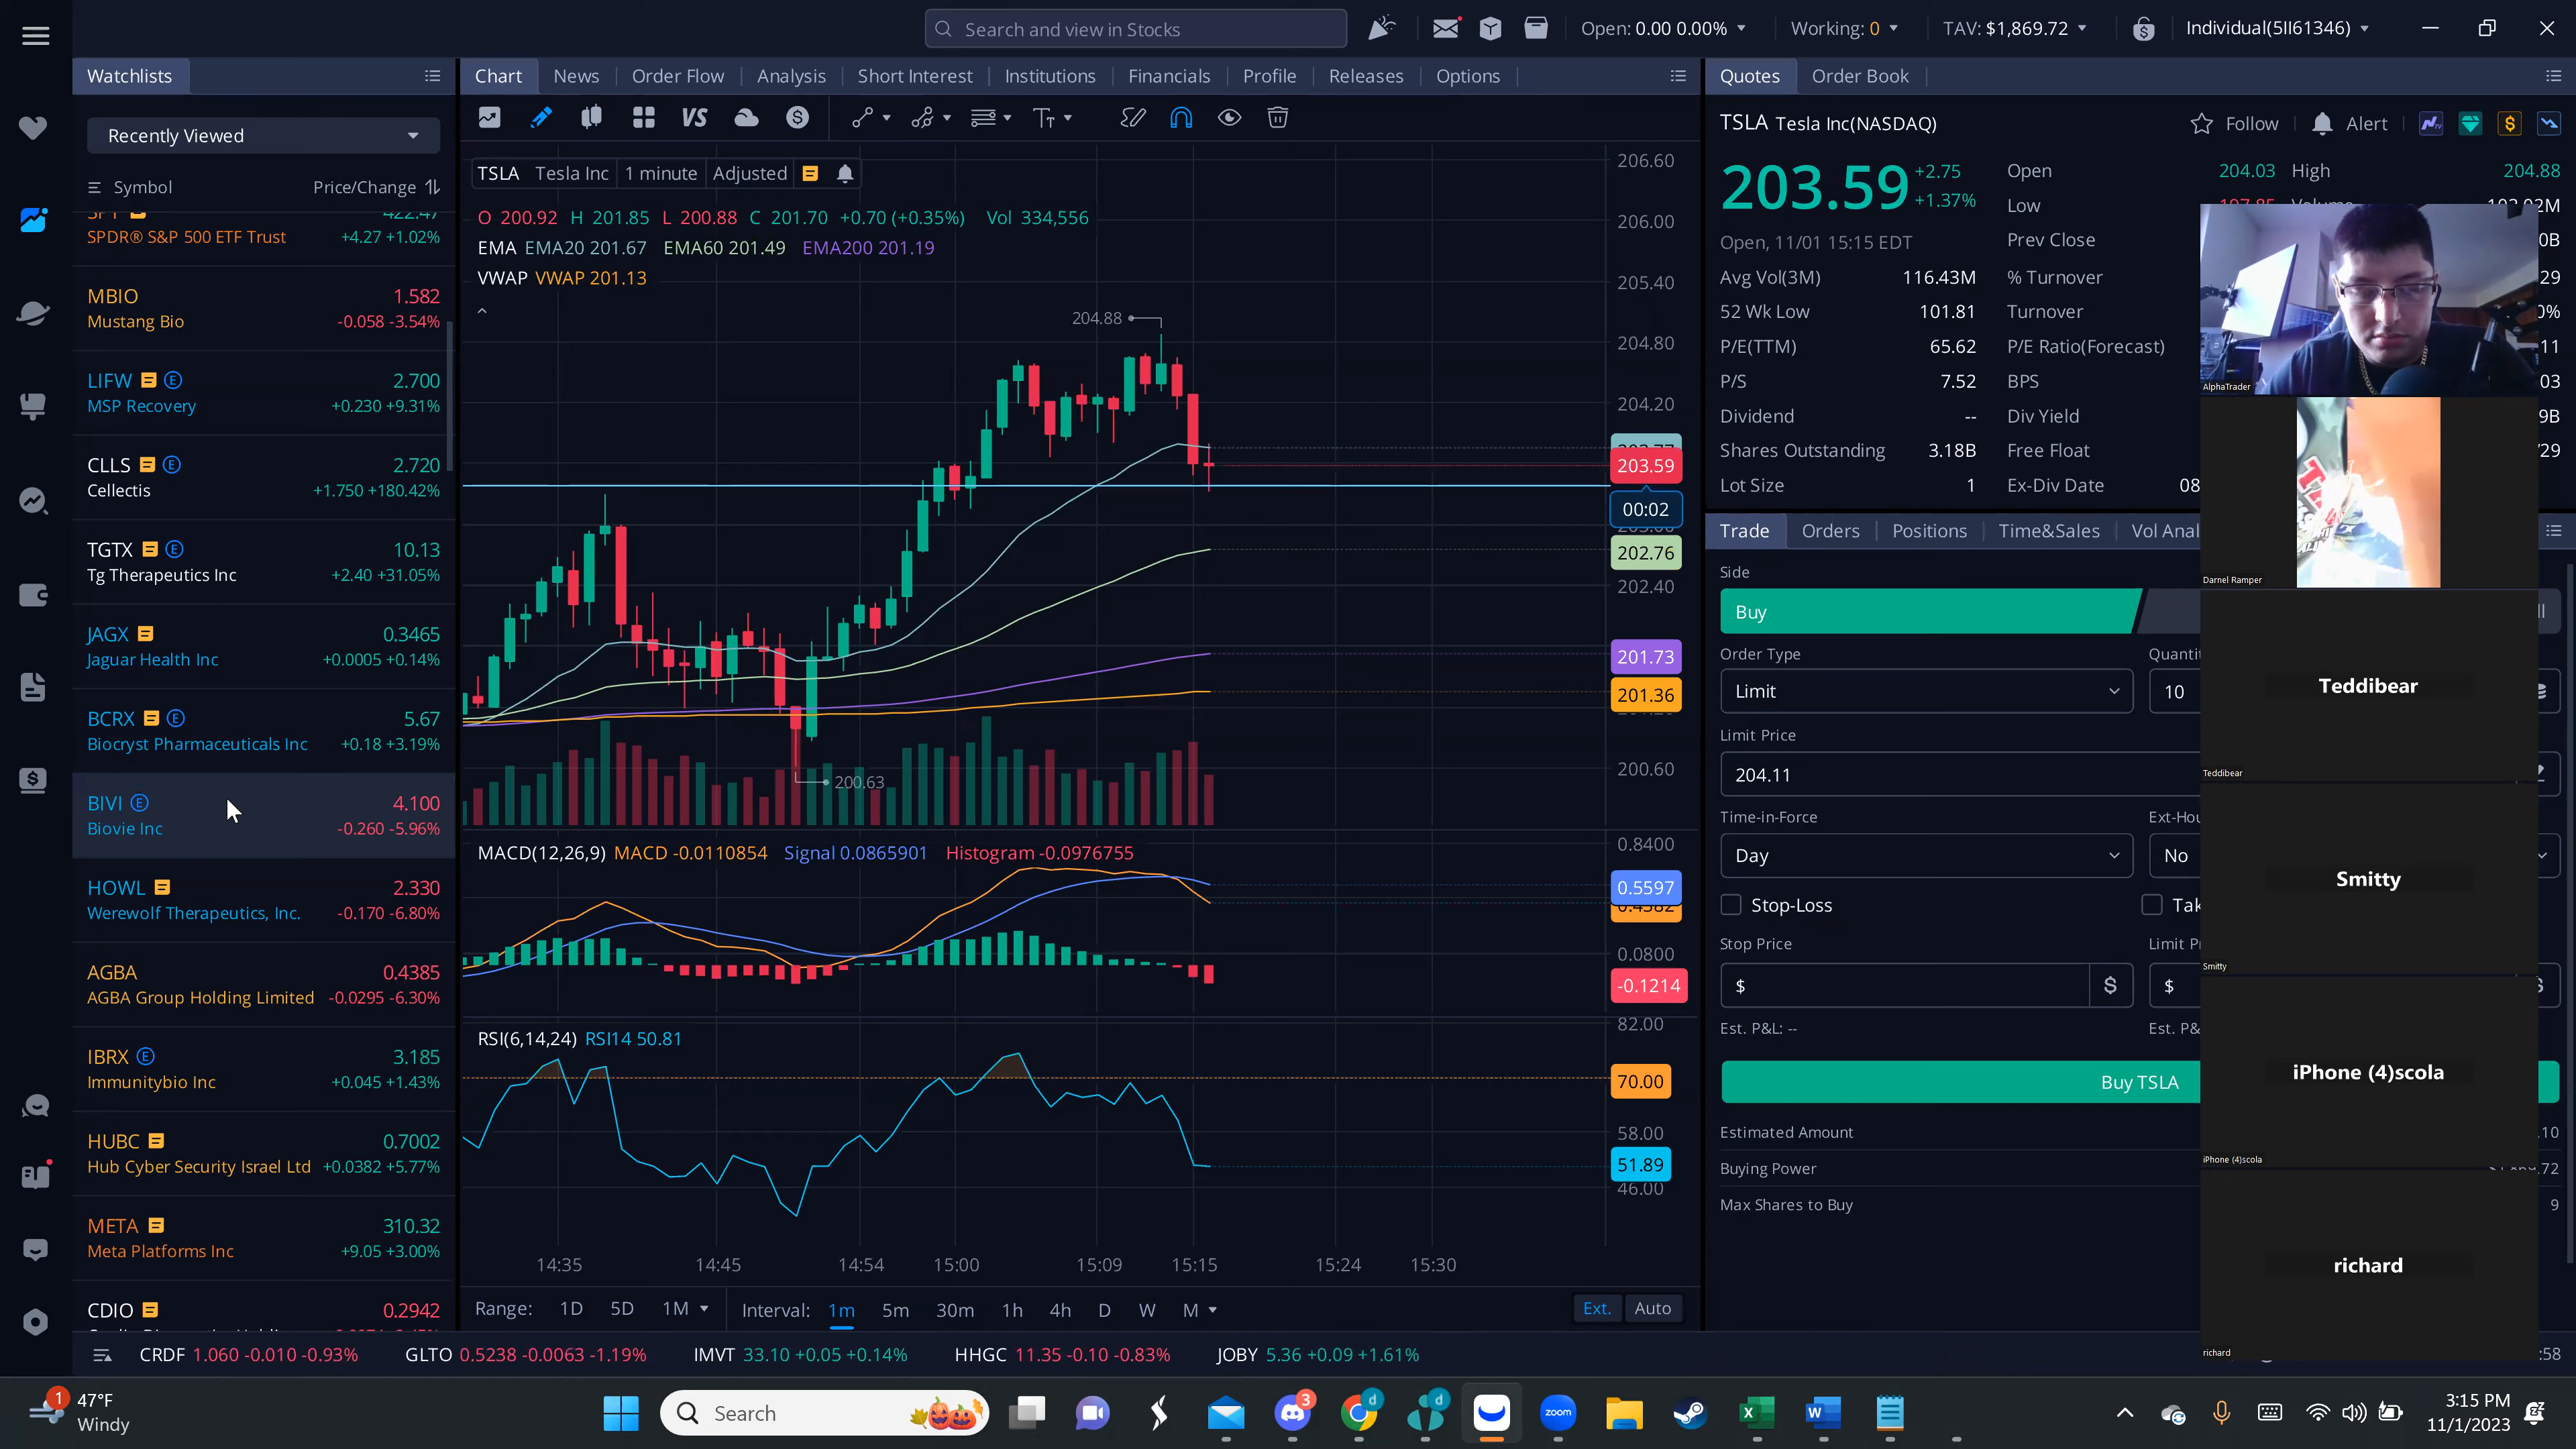 Search and view in Stocks
Open: 0.00 0.00%
Working: 0
TAV: $1,869.72
Individual(5II61346)
Watchlists
Recently Viewed
Symbol Price/Change
SPY 422.47
SPDR® S&P 500 ETF Trust +4.27 +1.02%
MBIO 1.582
Mustang Bio -0.058 -3.54%
LIFW E 2.700
MSP Recovery +0.230 +9.31%
CLLS E 2.720
Cellectis +1.750 +180.42%
TGTX E 10.13
Tg Therapeutics Inc +2.40 +31.05%
JAGX 0.3465
Jaguar Health Inc +0.0005 +0.14%
BCRX E 5.67
Biocryst Pharmaceuticals Inc +0.18 +3.19%
BIVI E 4.100
Biovie Inc -0.260 -5.96%
HOWL 2.330
Werewolf Therapeutics, Inc. -0.170 -6.80%
AGBA 0.4385
AGBA Group Holding Limited -0.0295 -6.30%
IBRX E 3.185
Immunitybio Inc +0.045 +1.43%
HUBC 0.7002
Hub Cyber Security Israel Ltd +0.0382 +5.77%
META 310.32
Meta Platforms Inc +9.05 +3.00%
CDIO 0.2942
Chart News Order Flow Analysis Short Interest Institutions Financials Profile Releases Options
VS
TSLA Tesla Inc 1 minute Adjusted
O 200.92 H 201.85 L 200.88 C 201.70 +0.70 (+0.35%) Vol 334,556
EMA EMA20 201.67 EMA60 201.49 EMA200 201.19
VWAP VWAP 201.13
204.88
200.63
206.60
206.00
205.40
204.80
204.20
203.59
00:02
202.76
202.40
201.73
201.36
200.60
MACD(12,26,9) MACD -0.0110854 Signal 0.0865901 Histogram -0.0976755
0.8400
0.5597
0.0800
-0.1214
RSI(6,14,24) RSI14 50.81
82.00
70.00
58.00
51.89
46.00
14:35 14:45 14:54 15:00 15:09 15:15 15:24 15:30
Range: 1D 5D 1M
Interval: 1m 5m 30m 1h 4h D W M
Ext. Auto
Quotes Order Book
TSLA Tesla Inc(NASDAQ)
Follow Alert
203.59 +2.75 +1.37%
Open, 11/01 15:15 EDT
Open 204.03 High 204.88
Low
Prev Close
Avg Vol(3M) 116.43M % Turnover
52 Wk Low 101.81 Turnover
P/E(TTM) 65.62 P/E Ratio(Forecast)
P/S 7.52 BPS
Dividend -- Div Yield
Shares Outstanding 3.18B Free Float
Lot Size 1 Ex-Div Date 08
Trade Orders Positions Time&Sales Vol Anal
Side
Buy
Order Type
Limit
10
Limit Price
204.11
Time-in-Force
Day
No
Stop-Loss
Stop Price
$ $
$
Est. P&L: --
Buy TSLA
Estimated Amount
Buying Power
Max Shares to Buy 9
AlphaTrader
Darnel Ramper
Teddibear
Teddibear
Smitty
Smitty
iPhone (4)scola
iPhone (4)scola
richard
richard
CRDF 1.060 -0.010 -0.93%
GLTO 0.5238 -0.0063 -1.19%
IMVT 33.10 +0.05 +0.14%
HHGC 11.35 -0.10 -0.83%
JOBY 5.36 +0.09 +1.61%
:58
1
47°F
Windy
Search
3
d
d
zoom
3:15 PM
11/1/2023